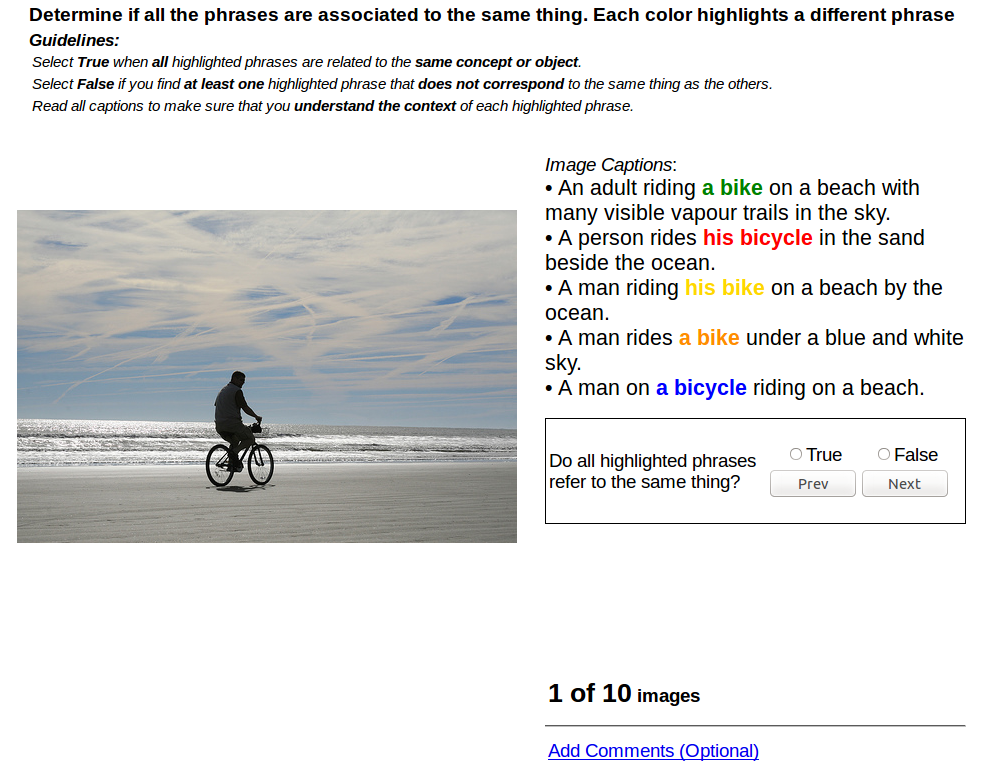 Determine if all the phrases are associated to the same thing. Each color highlights a different phrase
Guidelines:
Select True when all highlighted phrases are related to the same concept or object.
Select False if you find at least one highlighted phrase that does not correspond to the same thing as the others.
Read all captions to make sure that you understand the context of each highlighted phrase.
Image Captions:
• An adult riding a bike on a beach with
many visible vapour trails in the sky.
• A person rides his bicycle in the sand
beside the ocean.
• A man riding his bike on a beach by the
ocean.
• A man rides a bike under a blue and white
sky.
• A man on a bicycle riding on a beach.
Do all highlighted phrases
refer to the same thing?
True False
Prev Next
1 of 10 images
Add Comments (Optional)